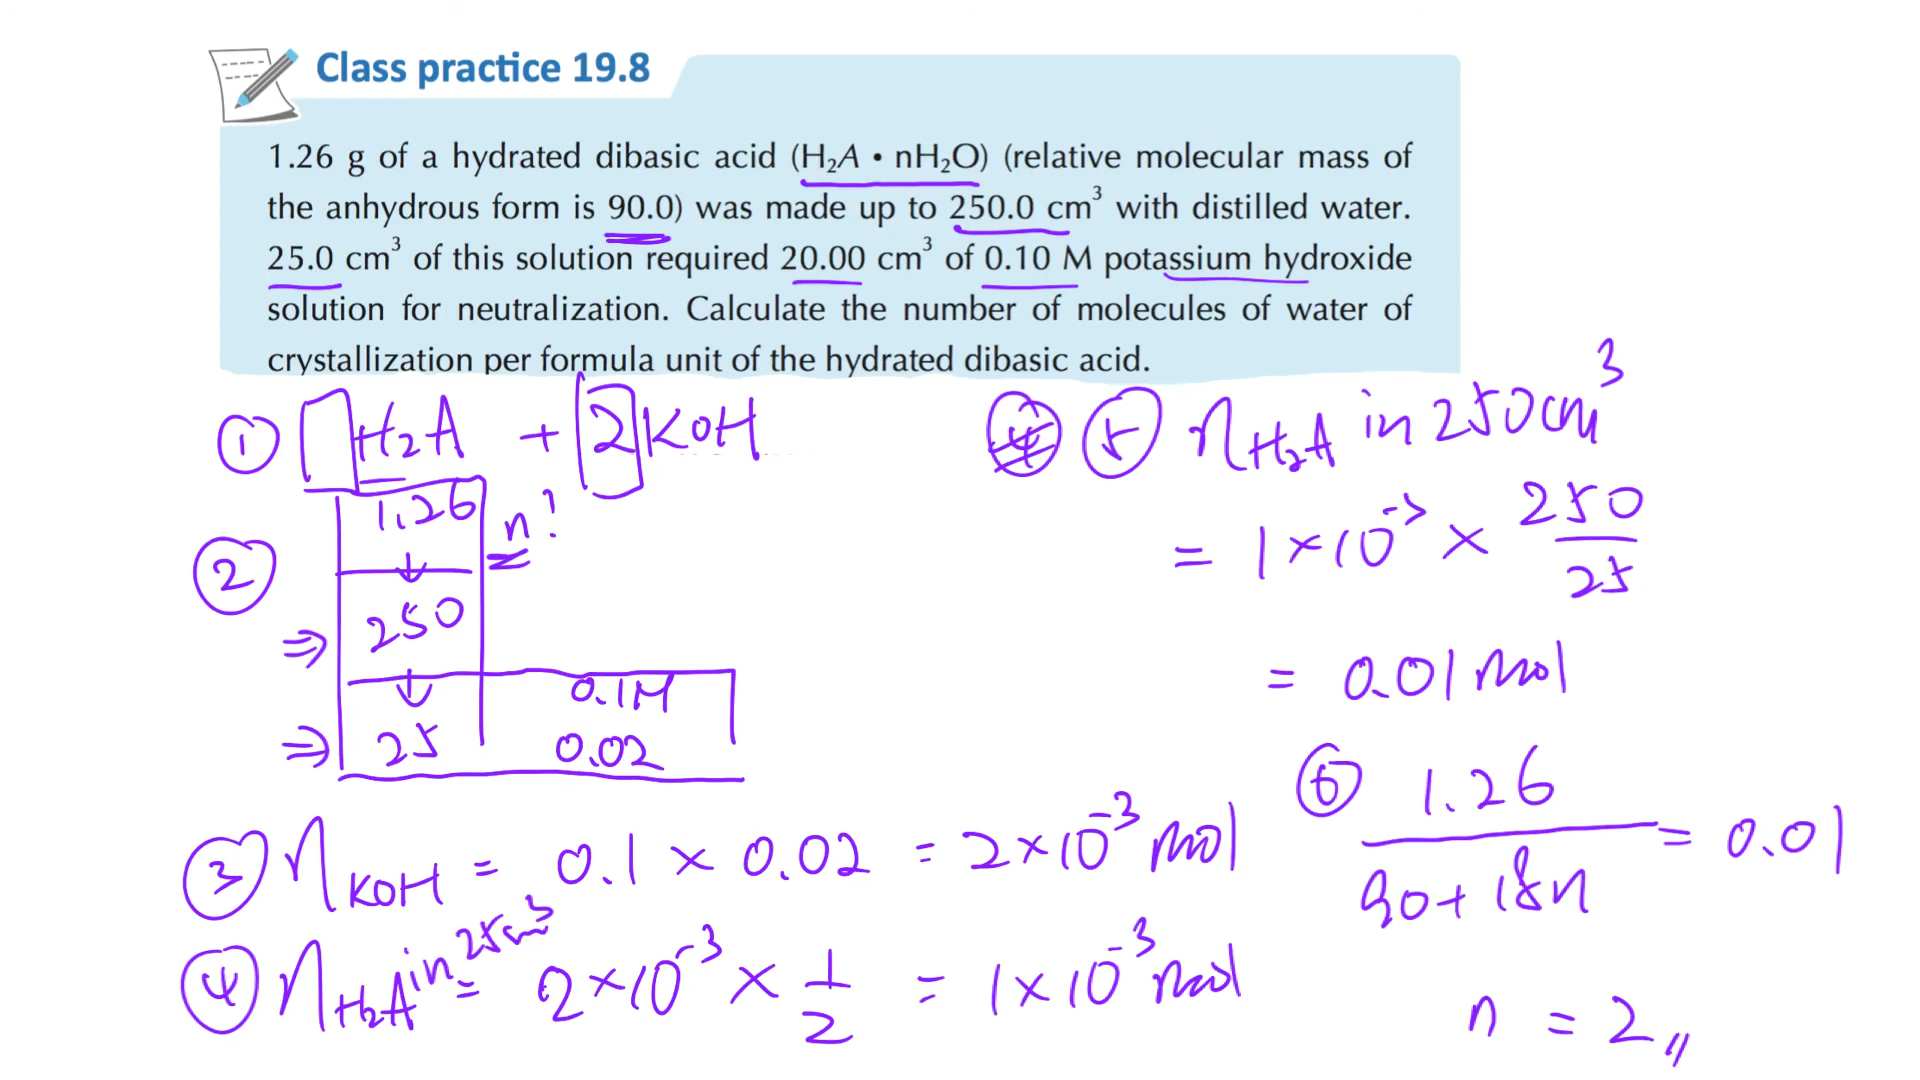 Class practice 19.8
1.26 g of a hydrated dibasic acid (H₂A • nH₂O) (relative molecular mass of
the anhydrous form is 90.0) was made up to 250.0 cm³ with distilled water.
25.0 cm³ of this solution required 20.00 cm³ of 0.10 M potassium hydroxide
solution for neutralization. Calculate the number of molecules of water of
crystallization per formula unit of the hydrated dibasic acid.
① H₂A + 2KOH
② 1.26 n?
250
0.1M
25 0.02
③ n KOH = 0.1 × 0.02 = 2×10⁻³ mol
④ n H₂A in 25cm³ = 2×10⁻³ × 1/2 = 1×10⁻³ mol
⑤ n H₂A in 250cm³
= 1×10⁻³ × 250/25
= 0.01 mol
⑥ 1.26/(90+18n) = 0.01
n = 2